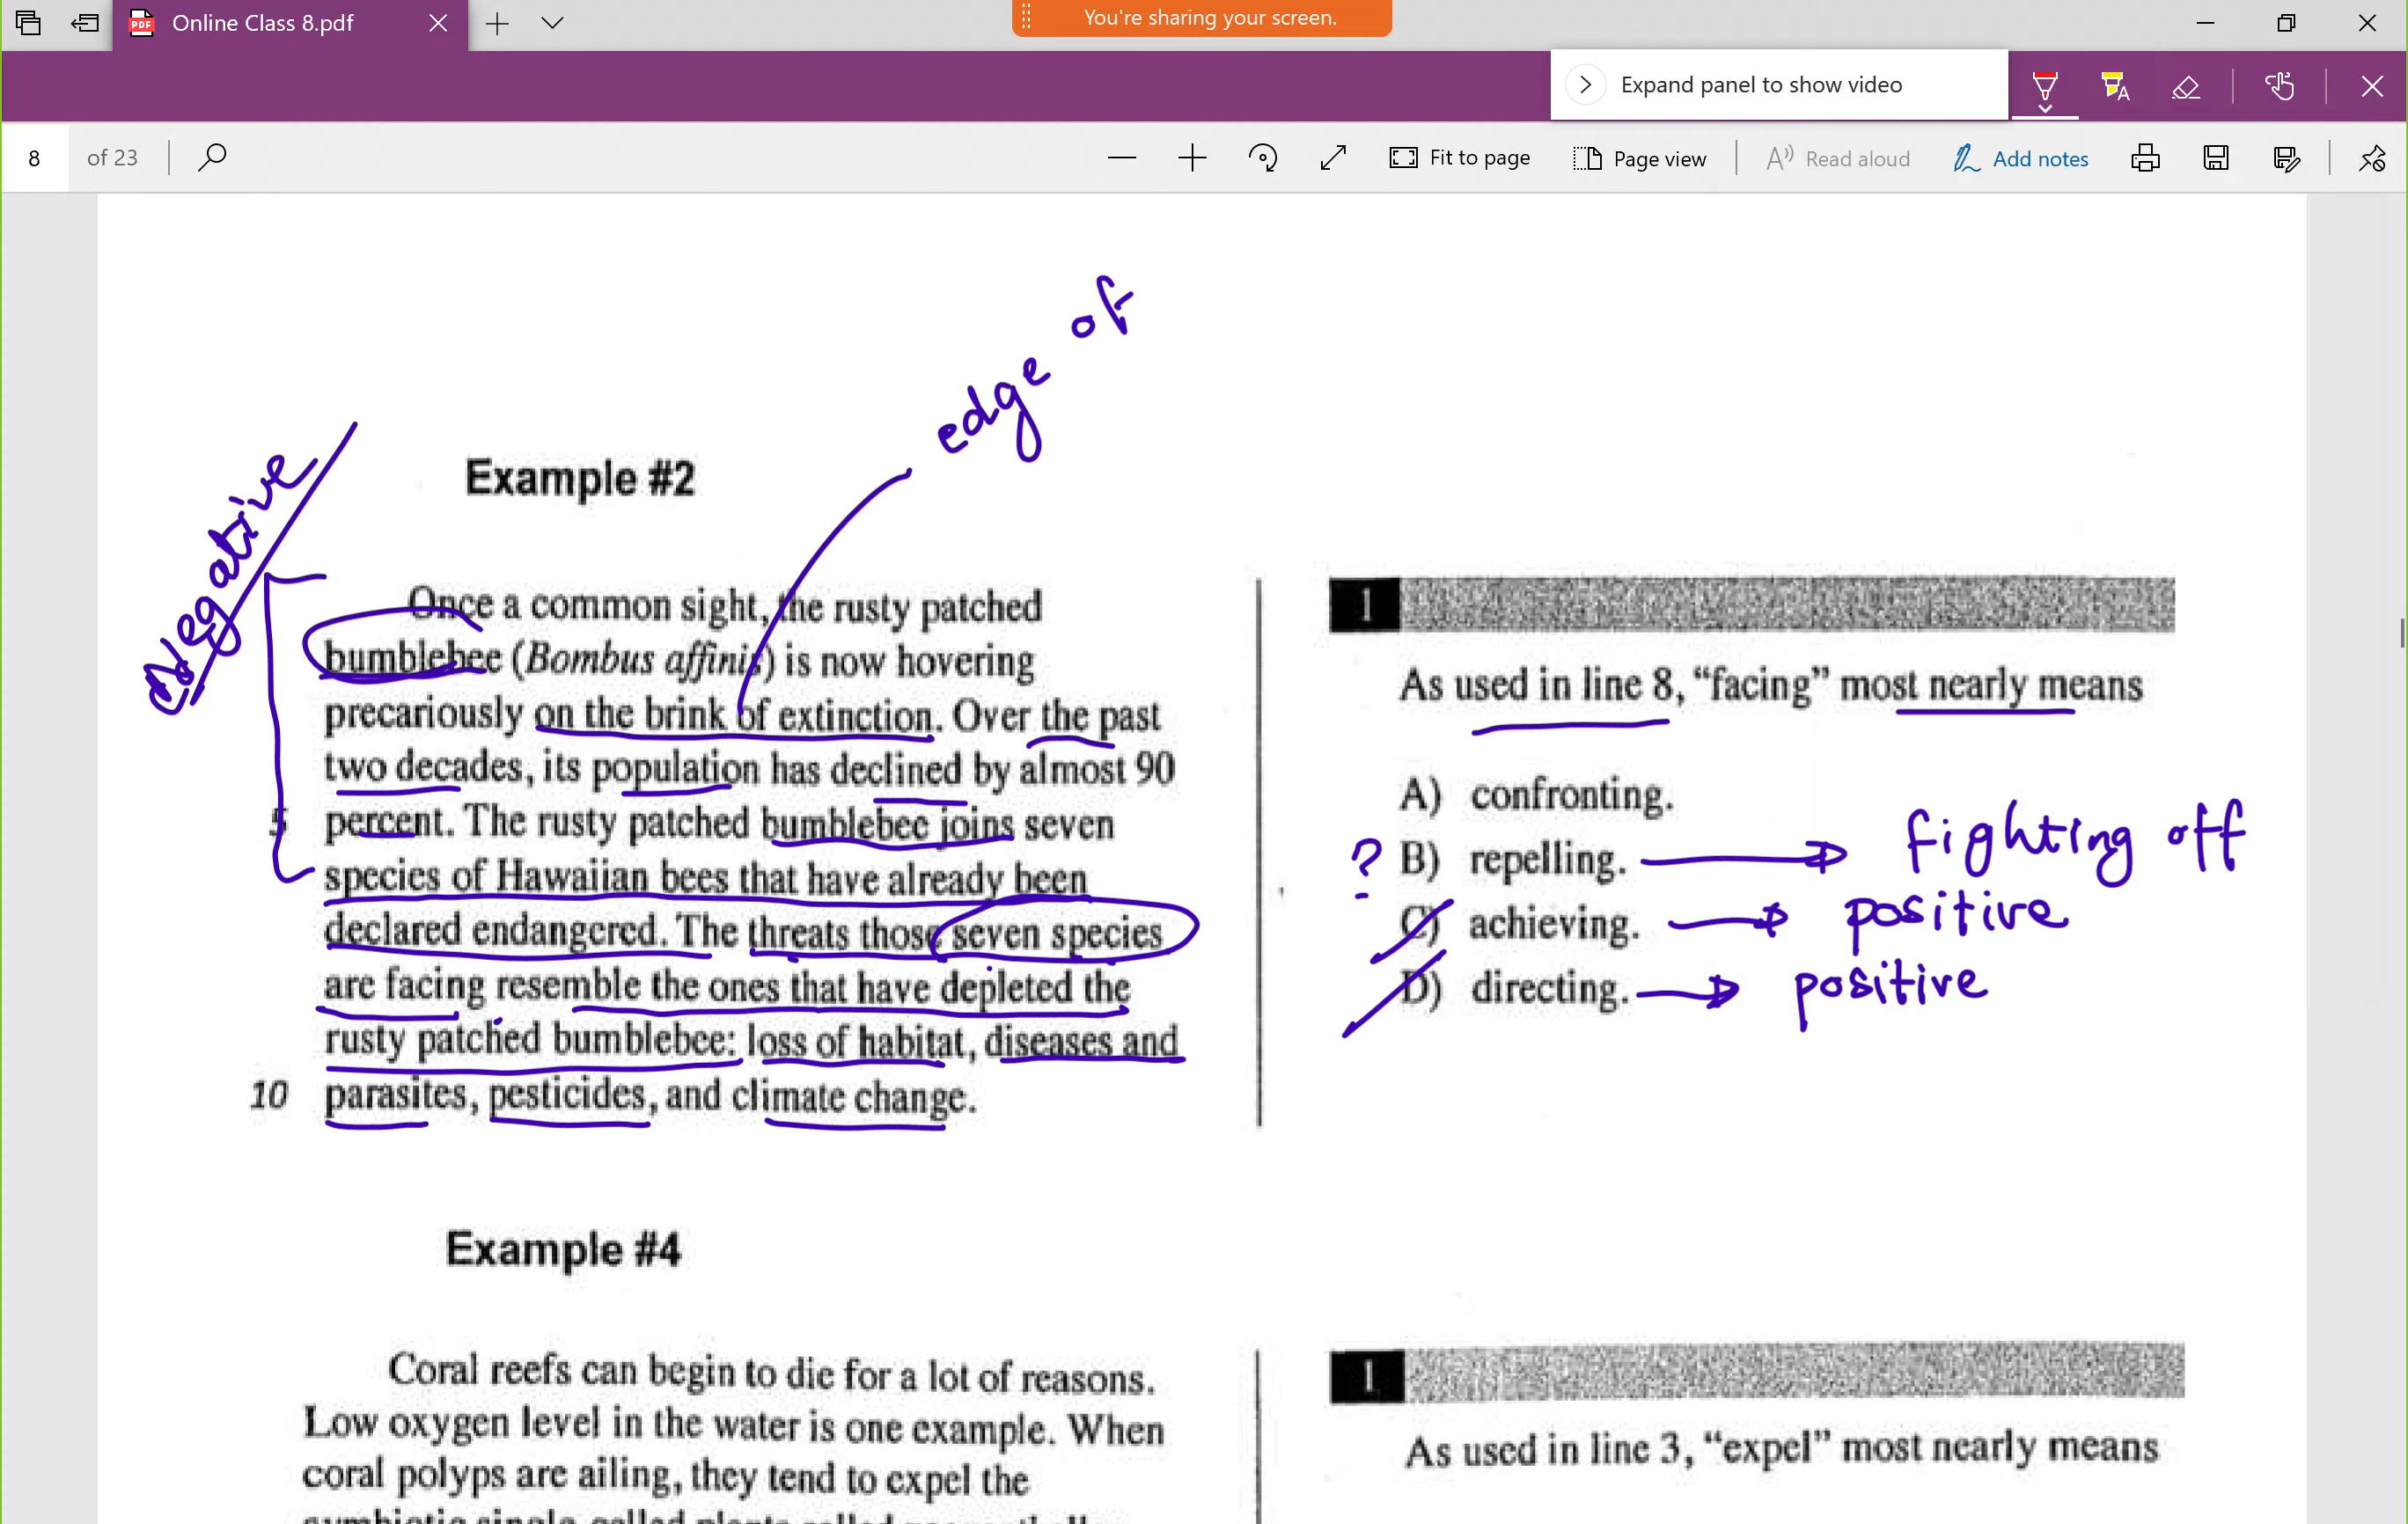 Online Class 8.pdf
You're sharing your screen.
Expand panel to show video
8 of 23
Fit to page
Page view
Read aloud
Add notes
edge of
Negative
Example #2
Once a common sight, the rusty patched
bumblebee (Bombus affinis) is now hovering
precariously on the brink of extinction. Over the past
two decades, its population has declined by almost 90
5 percent. The rusty patched bumblebee joins seven
species of Hawaiian bees that have already been
declared endangered. The threats those seven species
are facing resemble the ones that have depleted the
rusty patched bumblebee: loss of habitat, diseases and
10 parasites, pesticides, and climate change.
1
As used in line 8, “facing” most nearly means
A) confronting.
? B) repelling. fighting off
C) achieving. positive
D) directing. positive
Example #4
Coral reefs can begin to die for a lot of reasons.
Low oxygen level in the water is one example. When
coral polyps are ailing, they tend to expel the
1
As used in line 3, “expel” most nearly means